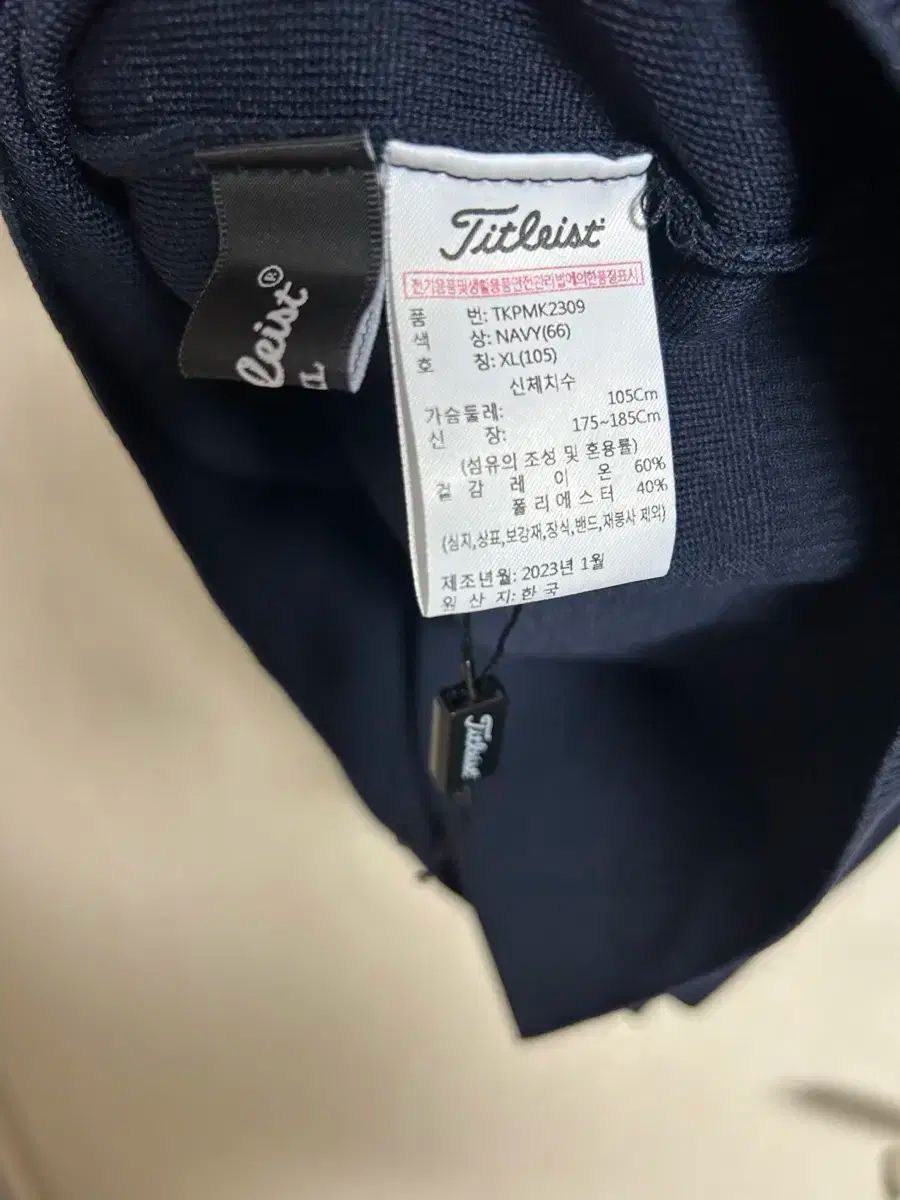 Titleist
전기용품및생활용품안전관리법에의한품질표시
품 번: TKPMK2309
색 상: NAVY(66)
호 칭: XL(105)
신체치수
가슴둘레: 105Cm
신 장: 175~185Cm
(섬유의 조성 및 혼용률)
겉감 레이온 60%
폴리에스터 40%
(심지,상표,보강재,장식,밴드,재봉사 제외)
제조년월: 2023년 1월
원 산 지: 한 국
leist®
Titleist